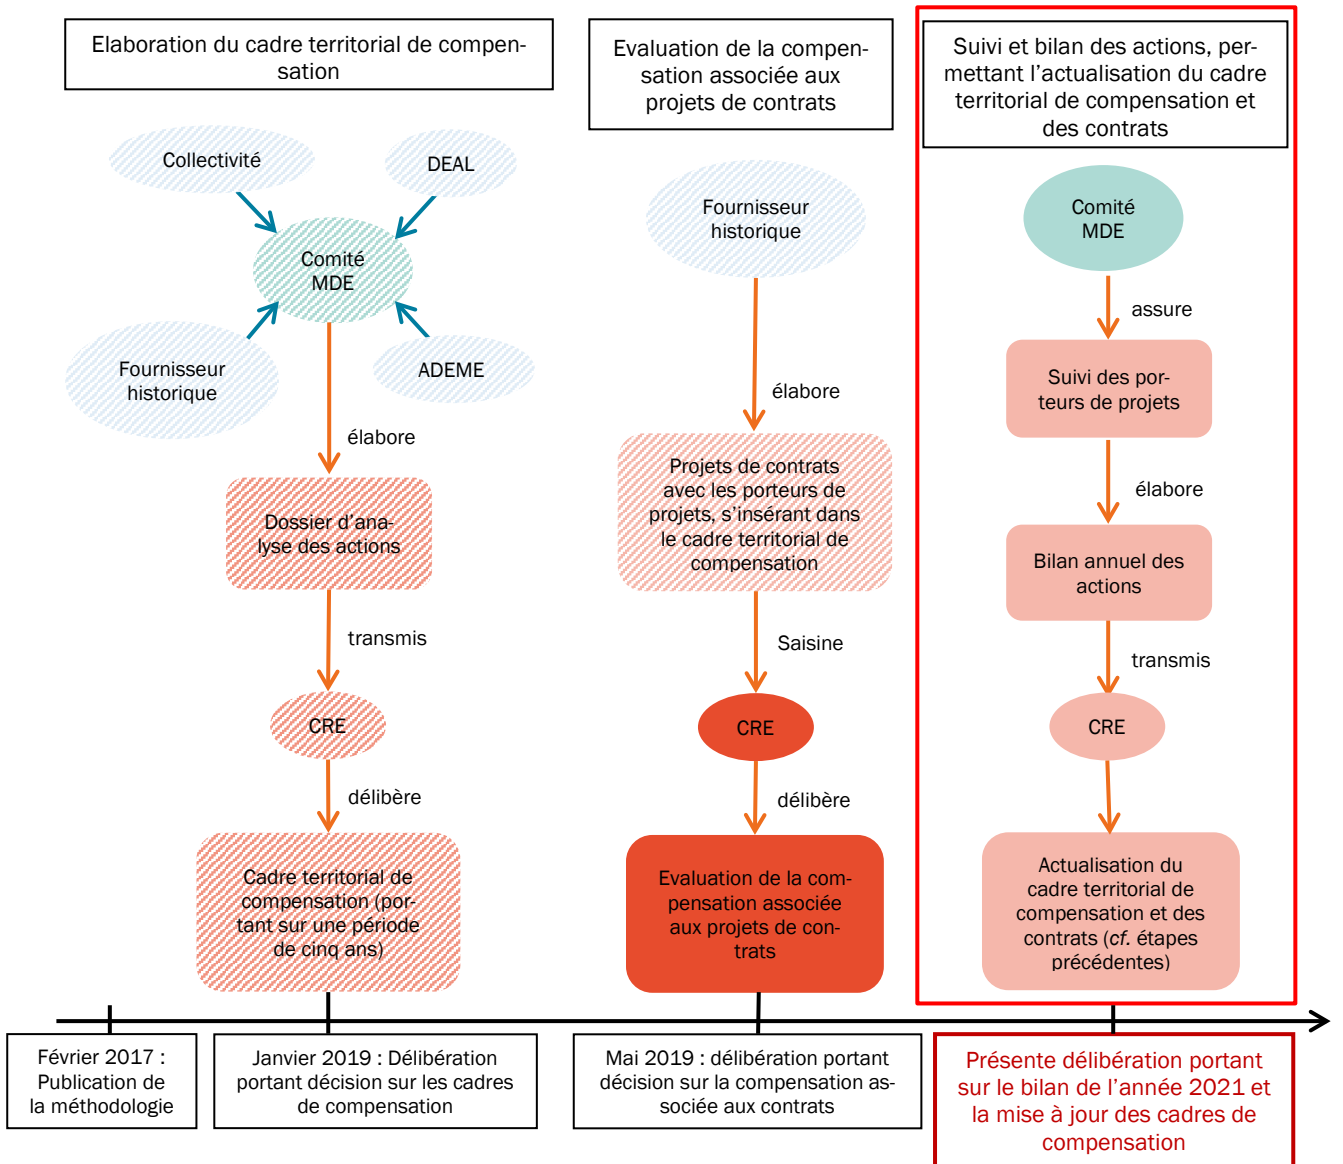 Elaboration du cadre territorial de compen-
sation
Collectivité
DEAL
Comité
MDE
Fournisseur
historique
ADEME
élabore
Dossier d'ana-
lyse des actions
transmis
CRE
délibère
Cadre territorial de
compensation (por-
tant sur une période
de cinq ans)
Evaluation de la compen-
sation associée aux
projets de contrats
Fournisseur
historique
élabore
Projets de contrats
avec les porteurs de
projets, s'insérant dans
le cadre territorial de
compensation
Saisine
CRE
délibère
Evaluation de la com-
pensation associée
aux projets de con-
trats
Suivi et bilan des actions, per-
mettant l'actualisation du cadre
territorial de compensation et
des contrats
Comité
MDE
assure
Suivi des por-
teurs de projets
élabore
Bilan annuel des
actions
transmis
CRE
Actualisation du
cadre territorial de
compensation et des
contrats (cf. étapes
précédentes)
Février 2017 :
Publication de
la méthodologie
Janvier 2019 : Délibération
portant décision sur les cadres
de compensation
Mai 2019 : délibération portant
décision sur la compensation as-
sociée aux contrats
Présente délibération portant
sur le bilan de l'année 2021 et
la mise à jour des cadres de
compensation